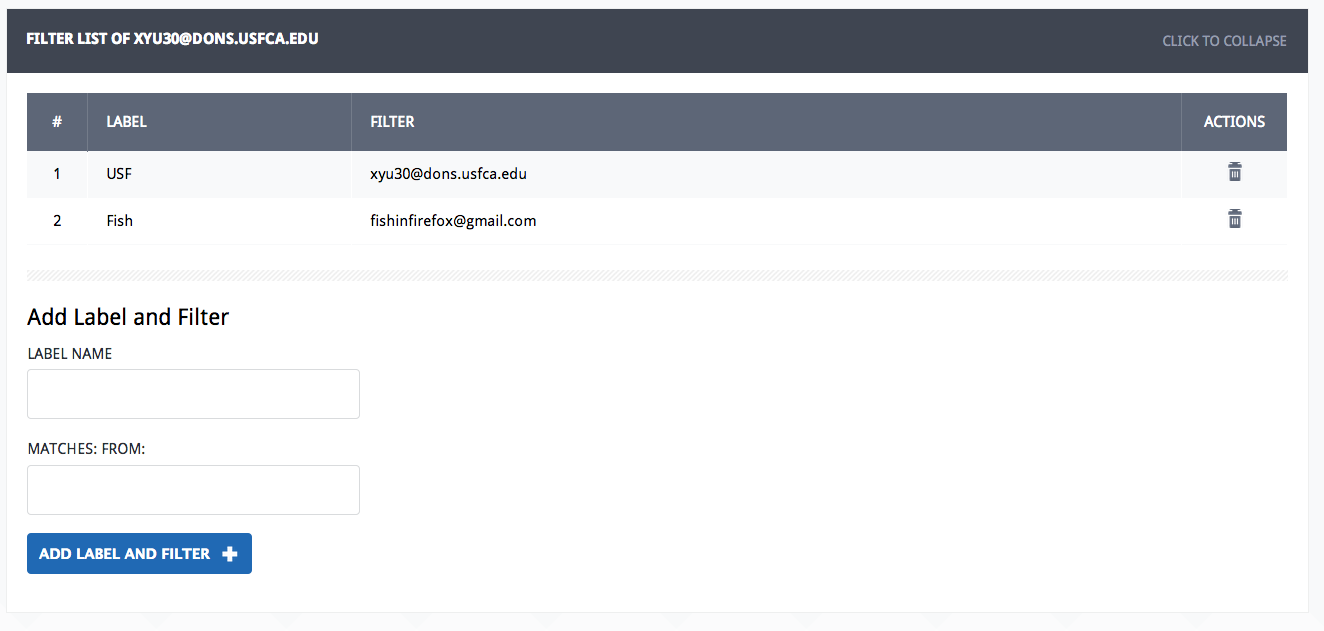 FILTER LIST OF XYU30@DONS.USFCA.EDU CLICK TO COLLAPSE
# LABEL FILTER ACTIONS
1 USF xyu30@dons.usfca.edu
2 Fish fishinfirefox@gmail.com
Add Label and Filter
LABEL NAME
MATCHES: FROM:
ADD LABEL AND FILTER